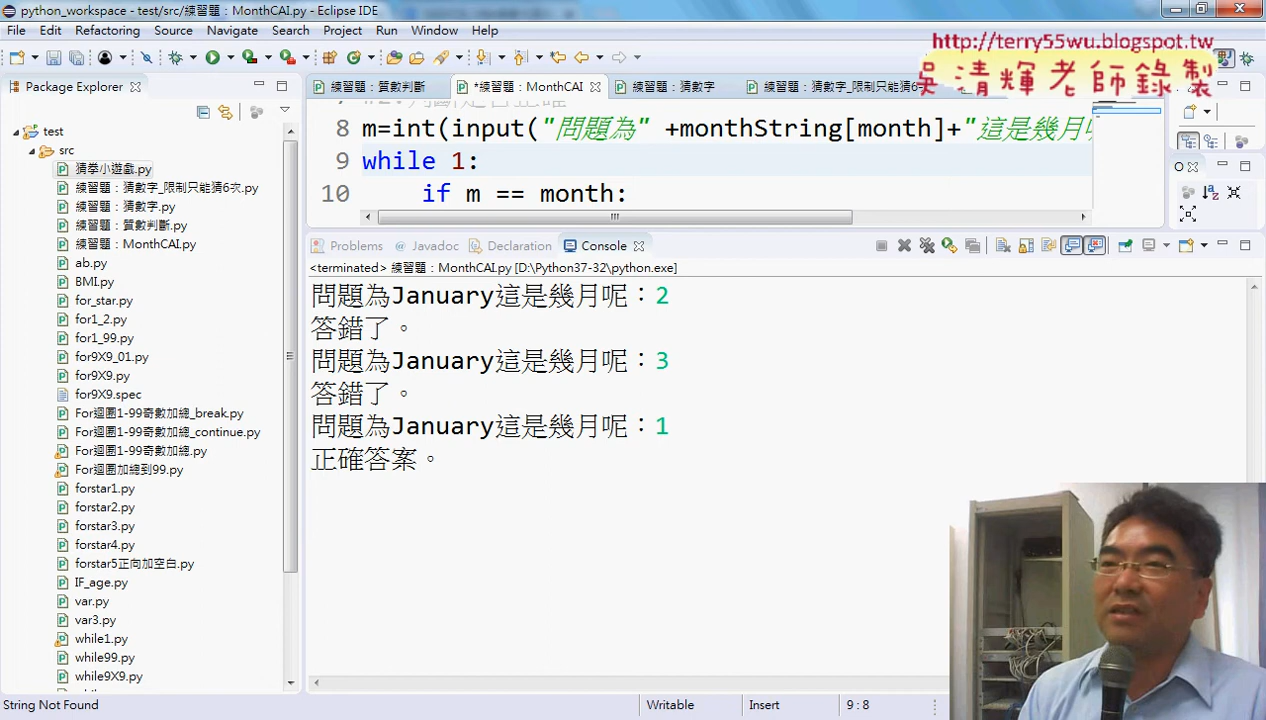 python_workspace - test/src/練習題：MonthCAI.py - Eclipse IDE
File Edit Refactoring Source Navigate Search Project Run Window Help
http://terry55wu.blogspot.tw
吳清輝老師錄製
Package Explorer
練習題：質數判斷
*練習題：MonthCAI
練習題：猜數字
練習題：猜數字_限制只能猜6
test
src
猜拳小遊戲.py
練習題：猜數字_限制只能猜6次.py
練習題：猜數字.py
練習題：質數判斷.py
練習題：MonthCAI.py
ab.py
BMI.py
for_star.py
for1_2.py
for1_99.py
for9X9_01.py
for9X9.py
for9X9.spec
For迴圈1-99奇數加總_break.py
For迴圈1-99奇數加總_continue.py
For迴圈1-99奇數加總.py
For迴圈加總到99.py
forstar1.py
forstar2.py
forstar3.py
forstar4.py
forstar5正向加空白.py
IF_age.py
var.py
var3.py
while1.py
while99.py
while9X9.py
8 m=int(input("問題為" +monthString[month]+"這是幾月
9 while 1:
10 if m == month:
Problems @ Javadoc Declaration Console
<terminated> 練習題：MonthCAI.py [D:\Python37-32\python.exe]
問題為January這是幾月呢：2
答錯了。
問題為January這是幾月呢：3
答錯了。
問題為January這是幾月呢：1
正確答案。
String Not Found
Writable
Insert
9 : 8